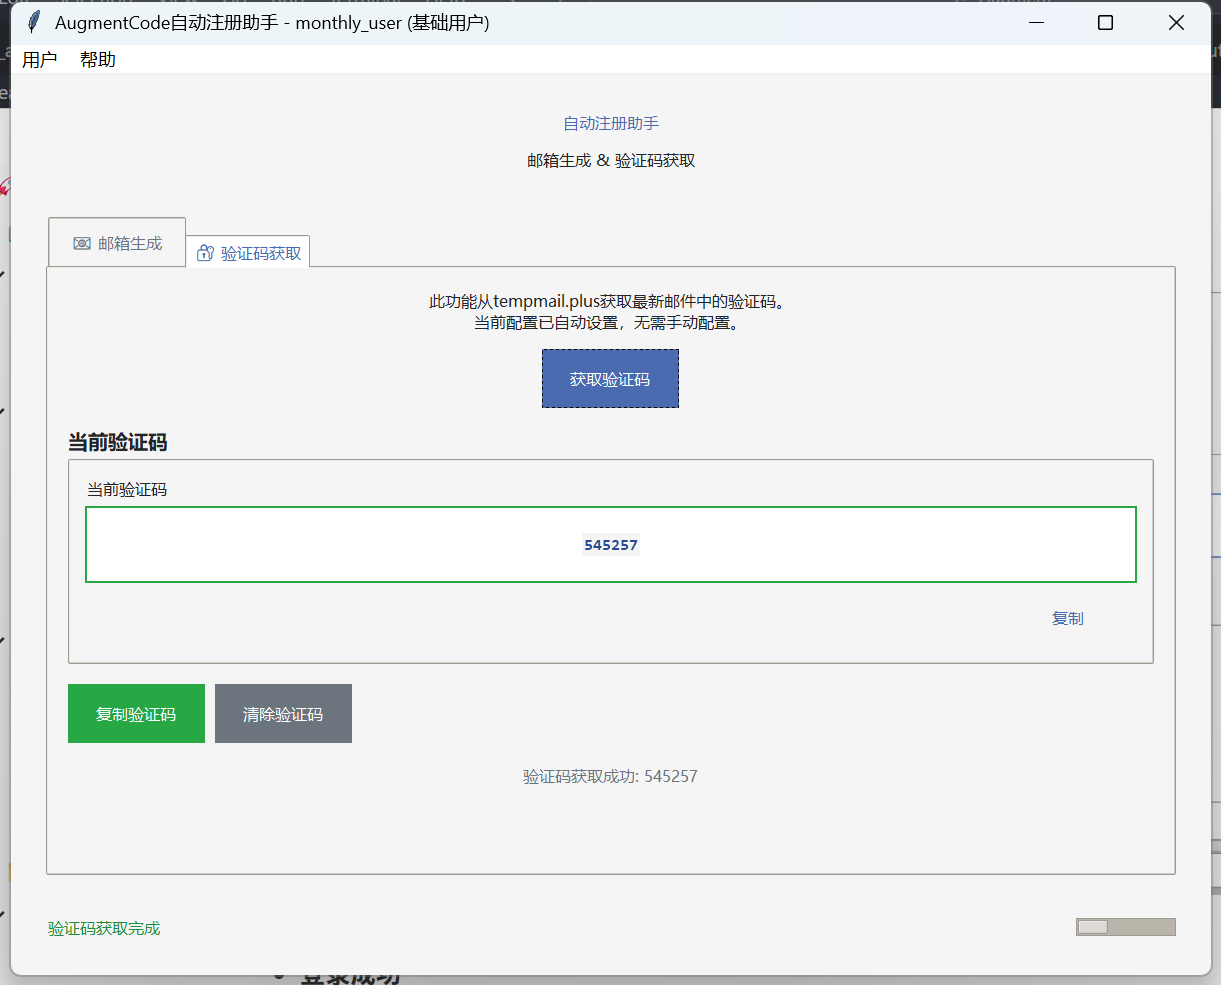 AugmentCode自动注册助手 - monthly_user (基础用户)
用户 帮助
自动注册助手
邮箱生成 & 验证码获取
邮箱生成 验证码获取
此功能从tempmail.plus获取最新邮件中的验证码。
当前配置已自动设置，无需手动配置。
获取验证码
当前验证码
当前验证码
545257
复制
复制验证码 清除验证码
验证码获取成功: 545257
验证码获取完成
登录成功